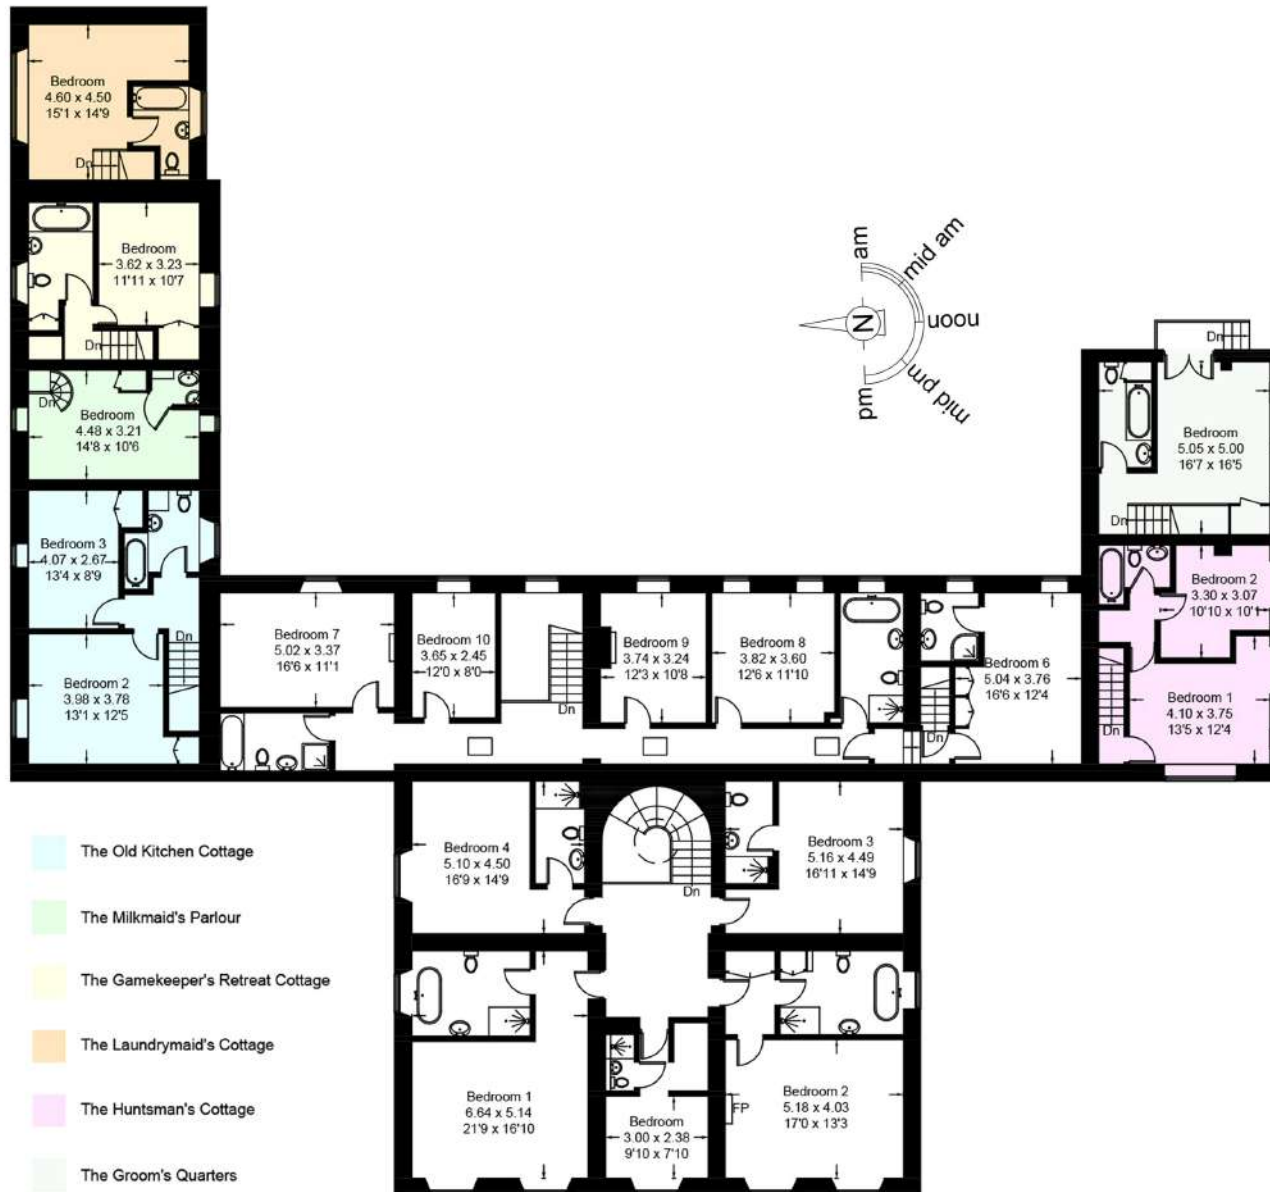 Bedroom
4.60 x 4.50
15'1 x 14'9
Dn
Bedroom
3.62 x 3.23
11'11 x 10'7
Dn
Dn
Bedroom
4.48 x 3.21
14'8 x 10'6
Bedroom 3
4.07 x 2.67
13'4 x 8'9
Dn
Bedroom 2
3.98 x 3.78
13'1 x 12'5
am
mid am
noon
mid pm
pm
N
Dn
Bedroom
5.05 x 5.00
16'7 x 16'5
Dn
Bedroom 2
3.30 x 3.07
10'10 x 10'1
Bedroom 1
4.10 x 3.75
13'5 x 12'4
Dn
Bedroom 7
5.02 x 3.37
16'6 x 11'1
Bedroom 10
3.65 x 2.45
12'0 x 8'0
Dn
Bedroom 9
3.74 x 3.24
12'3 x 10'8
Bedroom 8
3.82 x 3.60
12'6 x 11'10
Bedroom 6
5.04 x 3.76
16'6 x 12'4
Dn
Bedroom 4
5.10 x 4.50
16'9 x 14'9
Dn
Bedroom 3
5.16 x 4.49
16'11 x 14'9
Bedroom 1
6.64 x 5.14
21'9 x 16'10
Bedroom
3.00 x 2.38
9'10 x 7'10
FP
Bedroom 2
5.18 x 4.03
17'0 x 13'3
The Old Kitchen Cottage
The Milkmaid's Parlour
The Gamekeeper's Retreat Cottage
The Laundrymaid's Cottage
The Huntsman's Cottage
The Groom's Quarters